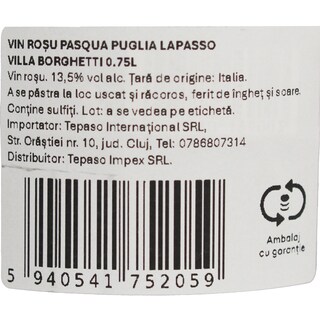 VIN ROȘU PASQUA PUGLIA LAPASSO
VILLA BORGHETTI 0.75L
Vin roșu. 13,5% vol alc. Țară de origine: Italia.
A se păstra la loc uscat și răcoros, ferit de îngheț și soare.
Conține sulfiți. Lot: a se vedea pe etichetă.
Importator: Tepaso International SRL,
Str. Orăștiei nr. 10, jud. Cluj, Tel: 0786807314
Distribuitor: Tepaso Impex SRL.
Ambalaj
cu garanție
5 940541 752059